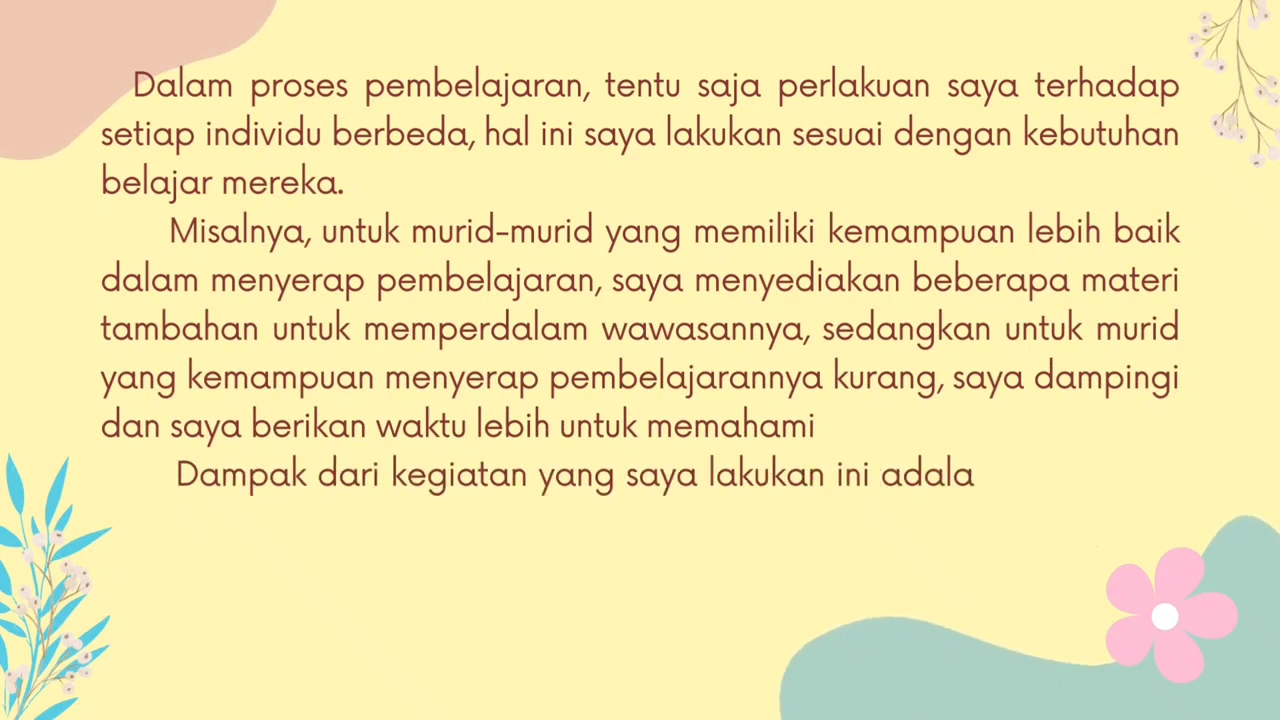 Dalam proses pembelajaran, tentu saja perlakuan saya terhadap
setiap individu berbeda, hal ini saya lakukan sesuai dengan kebutuhan
belajar mereka.
Misalnya, untuk murid-murid yang memiliki kemampuan lebih baik
dalam menyerap pembelajaran, saya menyediakan beberapa materi
tambahan untuk memperdalam wawasannya, sedangkan untuk murid
yang kemampuan menyerap pembelajarannya kurang, saya dampingi
dan saya berikan waktu lebih untuk memahami
Dampak dari kegiatan yang saya lakukan ini adala